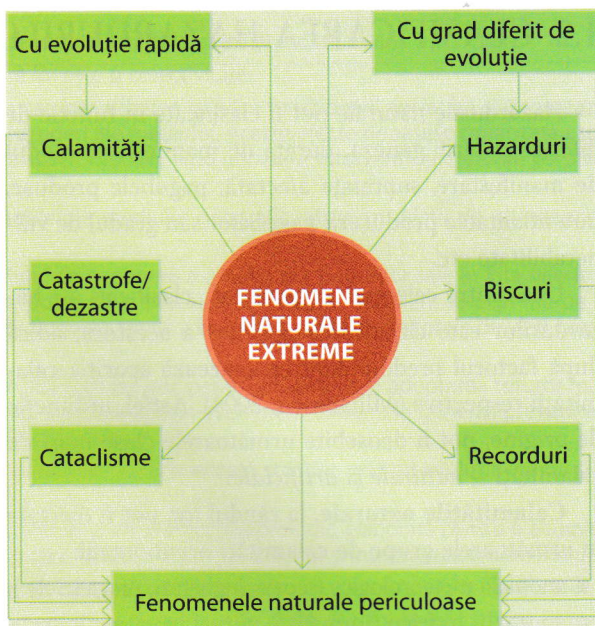 Cu evoluție rapidă
Cu grad diferit de
evoluție
Calamități
Hazarduri
Catastrofe/
dezastre
FENOMENE
NATURALE
EXTREME
Riscuri
Cataclisme
Recorduri
Fenomenele naturale periculoase